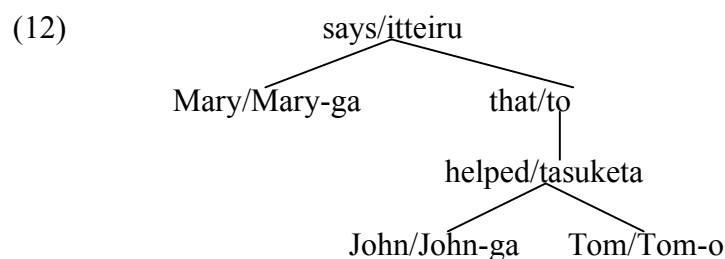 (12) says/itteiru
Mary/Mary-ga that/to
helped/tasuketa
John/John-ga Tom/Tom-o